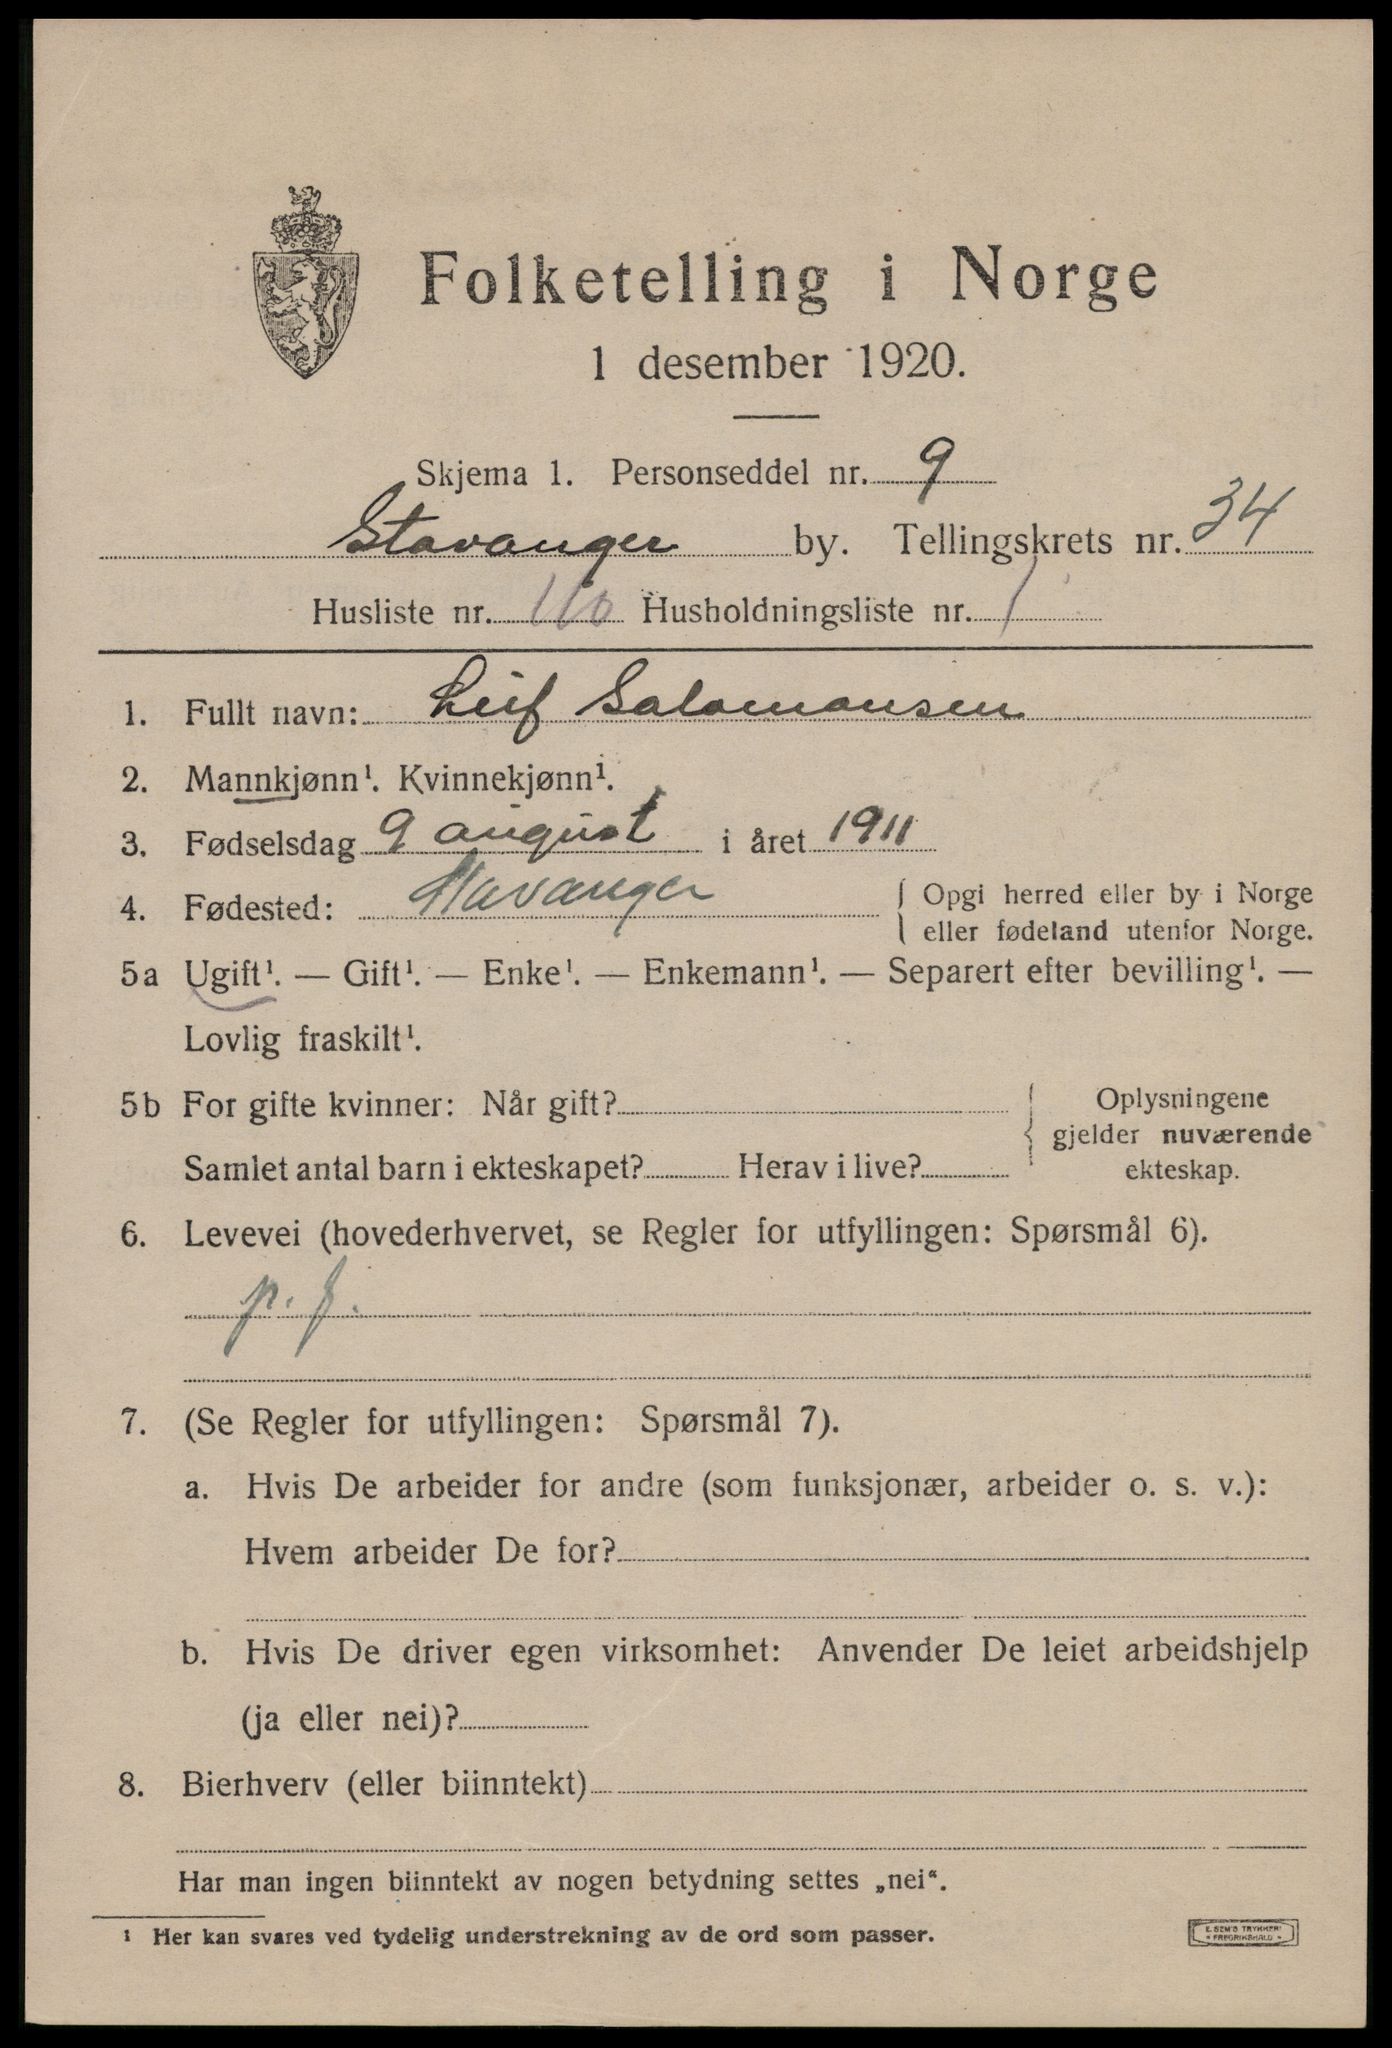 Folketelling i Norge
1 desember 1920.
Skjema 1. Personseddel nr. 9
Stavanger by. Tellingskrets nr. 34
Husliste nr. 110 Husholdningsliste nr. 1
1. Fullt navn: Leif Salomonsen
2. Mannkjønn¹. Kvinnekjønn¹.
3. Fødselsdag 9 august i året 1911
4. Fødested: Stavanger { Opgi herred eller by i Norge
eller fødeland utenfor Norge.
5a Ugift¹. — Gift¹. — Enke¹. — Enkemann¹. — Separert efter bevilling¹. —
Lovlig fraskilt¹.
5b For gifte kvinner: Når gift? { Oplysningene
gjelder nuværende
Samlet antal barn i ekteskapet? Herav i live? ekteskap.
6. Levevei (hovederhvervet, se Regler for utfyllingen: Spørsmål 6).
p. f.
7. (Se Regler for utfyllingen: Spørsmål 7).
a. Hvis De arbeider for andre (som funksjonær, arbeider o. s. v.):
Hvem arbeider De for?
b. Hvis De driver egen virksomhet: Anvender De leiet arbeidshjelp
(ja eller nei)?
8. Bierhverv (eller biinntekt)
Har man ingen biinntekt av nogen betydning settes „nei“.
¹ Her kan svares ved tydelig understrekning av de ord som passer.
E. SEM'S TRYKKERI
FREDRIKSHALD